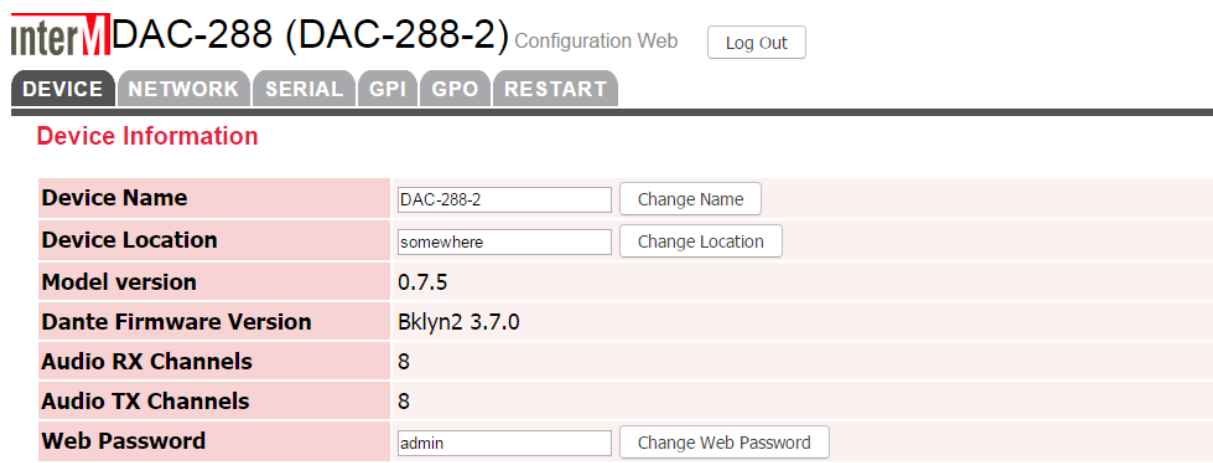 interM DAC-288 (DAC-288-2) Configuration Web Log Out
DEVICE NETWORK SERIAL GPI GPO RESTART
Device Information
Device Name DAC-288-2 Change Name
Device Location somewhere Change Location
Model version 0.7.5
Dante Firmware Version Bklyn2 3.7.0
Audio RX Channels 8
Audio TX Channels 8
Web Password admin Change Web Password